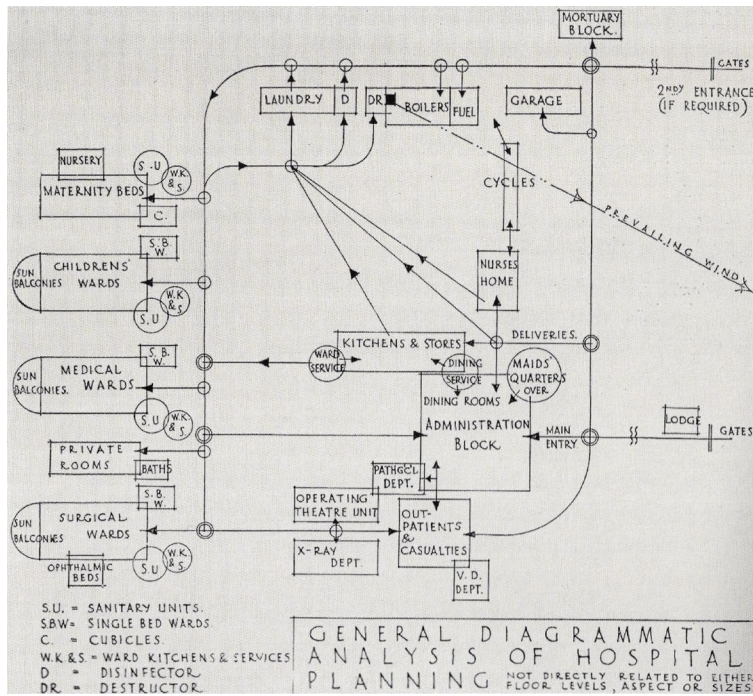 MORTUARY
BLOCK.
GATES
2NDY ENTRANCE
(IF REQUIRED)
LAUNDRY
D
DR
BOILERS
FUEL
GARAGE
NURSERY
S.U
W.K
& S.
MATERNITY BEDS
C.
CYCLES
PREVAILING WIND
S.B.
W.
SUN
BALCONIES
CHILDRENS'
WARDS
W.K
& S
S.U
NURSES
HOME
KITCHENS & STORES
DELIVERIES.
S.B.
W.
WARD
SERVICE
DINING
SERVICE
MAIDS'
QUARTERS
OVER
SUN
BALCONIES.
MEDICAL
WARDS
DINING ROOMS
S.U
W.K
& S.
ADMINISTRATION
BLOCK
MAIN
ENTRY
LODGE
GATES
PRIVATE
ROOMS
BATHS
PATHGC'L
DEPT.
S.B.
W.
OPERATING
THEATRE UNIT
SUN
BALCONIES
SURGICAL
WARDS
OUT-
PATIENTS
&
CASUALTIES
X-RAY
DEPT.
OPHTHALMIC
BEDS
S.U
W.K
& S.
V. D.
DEPT.
S.U. = SANITARY UNITS.
S.B.W= SINGLE BED WARDS.
C. = CUBICLES.
W.K.& S. = WARD KITCHENS & SERVICES
D = DISINFECTOR
DR = DESTRUCTOR
GENERAL DIAGRAMMATIC
ANALYSIS OF HOSPITAL
PLANNING
NOT DIRECTLY RELATED TO EITHE
FLOOR LEVELS, ASPECT OR SIZES